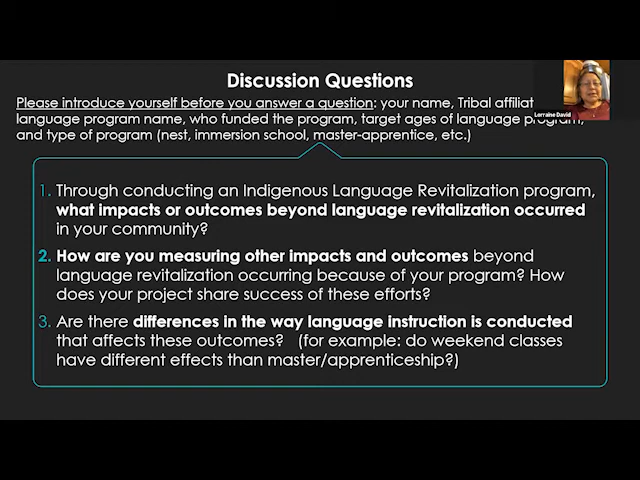 Discussion Questions
Please introduce yourself before you answer a question: your name, Tribal affiliat
language program name, who funded the program, target ages of language program,
and type of program (nest, immersion school, master-apprentice, etc.)
1. Through conducting an Indigenous Language Revitalization program,
what impacts or outcomes beyond language revitalization occurred
in your community?
2. How are you measuring other impacts and outcomes beyond
language revitalization occurring because of your program? How
does your project share success of these efforts?
3. Are there differences in the way language instruction is conducted
that affects these outcomes? (for example: do weekend classes
have different effects than master/apprenticeship?)
Lorraine David